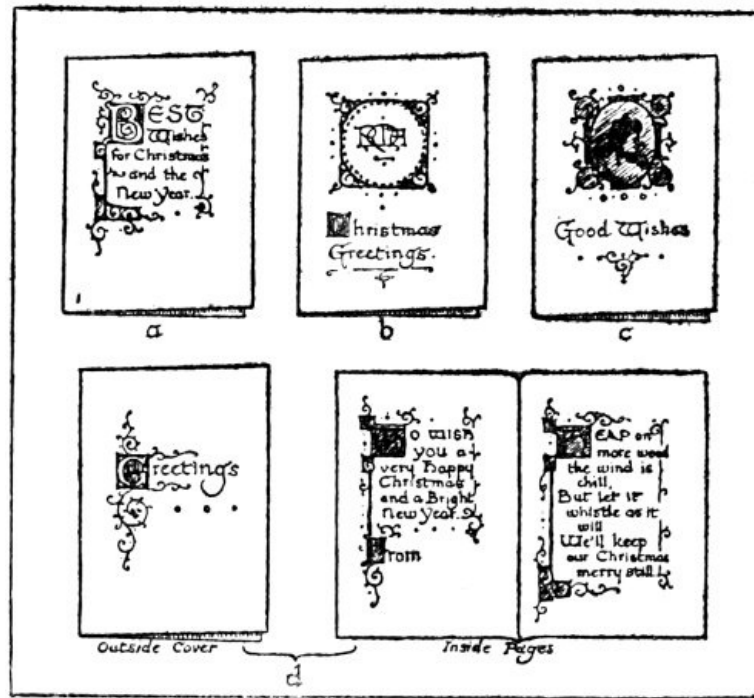 BEST
Wishes
for Christmas
and the
New Year.
a
Christmas
Greetings.
b
Good Wishes
c
Greetings
Outside Cover
To wish
you a
very happy
Christmas
and a Bright
New Year.
From
HEAP on
more wood
the wind is
chill,
But let it
whistle as it
will
We'll keep
our Christmas
merry still!
Inside Pages
d